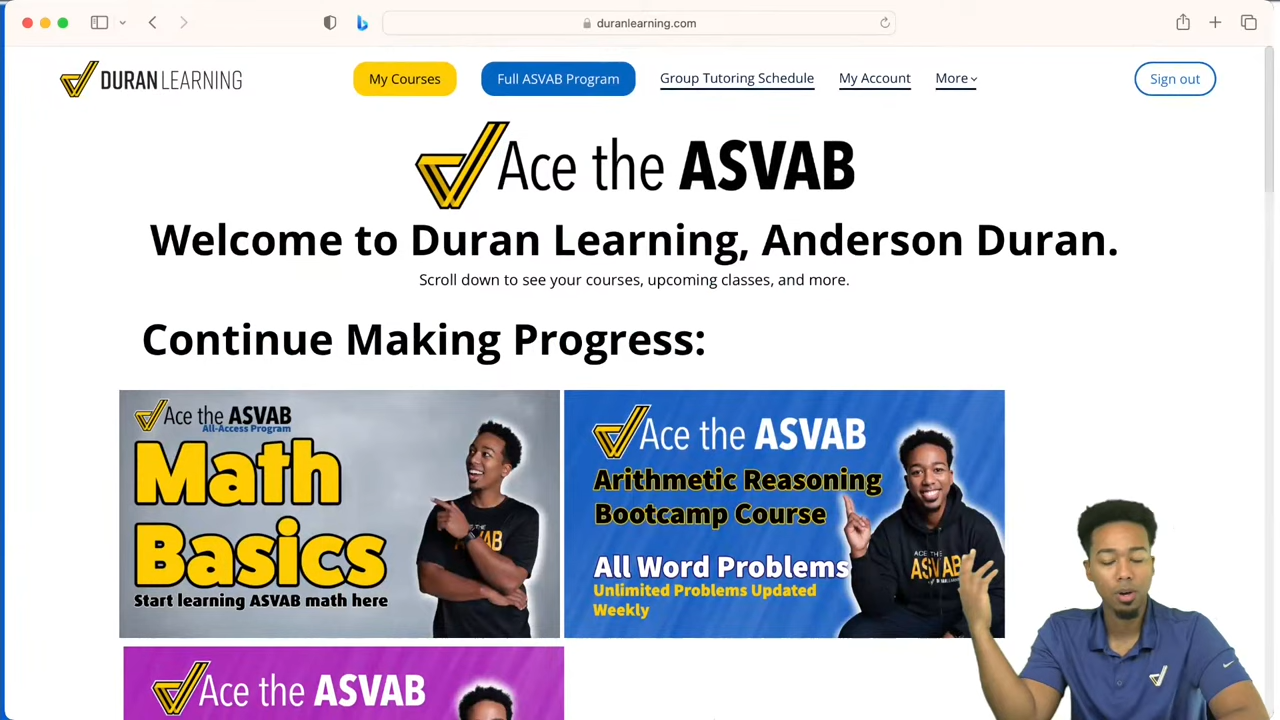 duranlearning.com
DURAN LEARNING
My Courses
Full ASVAB Program
Group Tutoring Schedule
My Account
More
Sign out
Ace the ASVAB
Welcome to Duran Learning, Anderson Duran.
Scroll down to see your courses, upcoming classes, and more.
Continue Making Progress:
Ace the ASVAB
All-Access Program
Math
Basics
Start learning ASVAB math here
Ace the ASVAB
Arithmetic Reasoning
Bootcamp Course
All Word Problems
Unlimited Problems Updated
Weekly
ACE THE
ASVAB
Ace the ASVAB